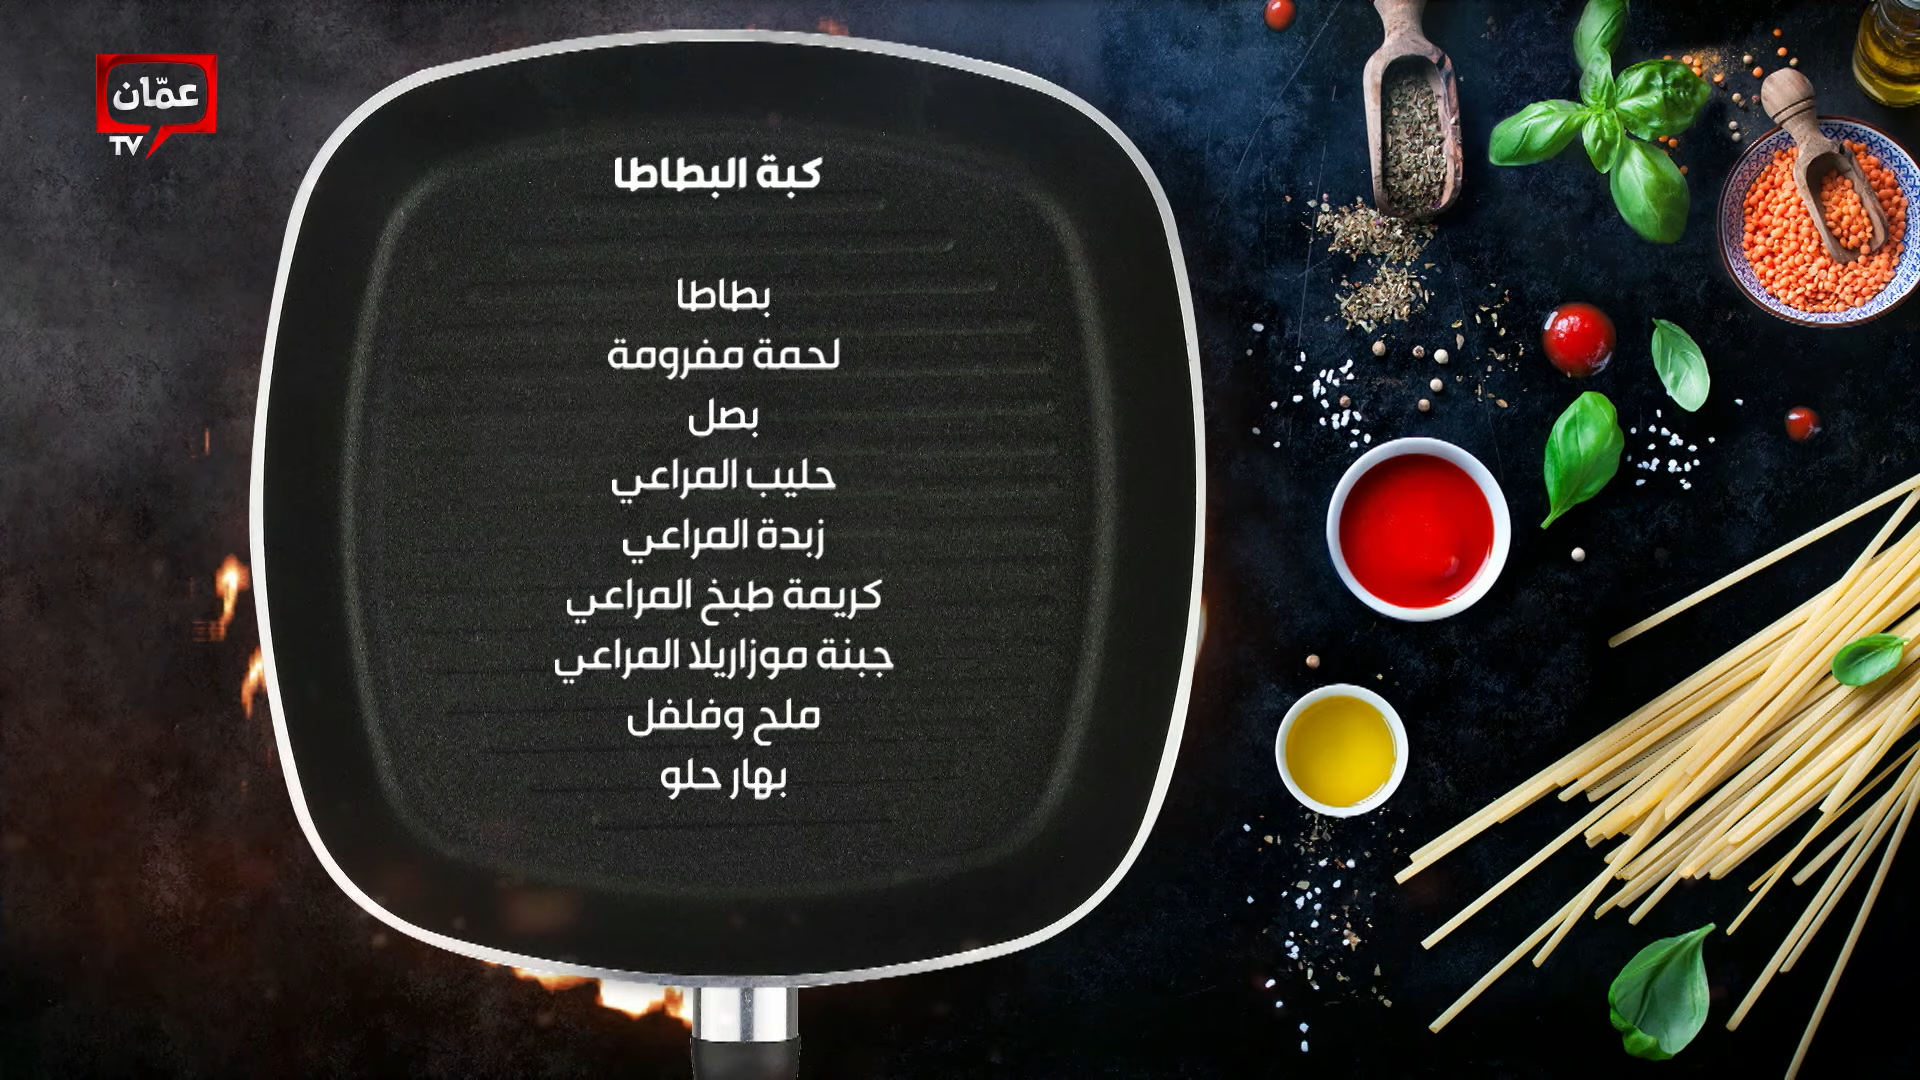 عمّان
TV
كبة البطاطا
بطاطا
لحمة مفرومة
بصل
حليب المراعي
زبدة المراعي
كريمة طبخ المراعي
جبنة موزاريلا المراعي
ملح وفلفل
بهار حلو